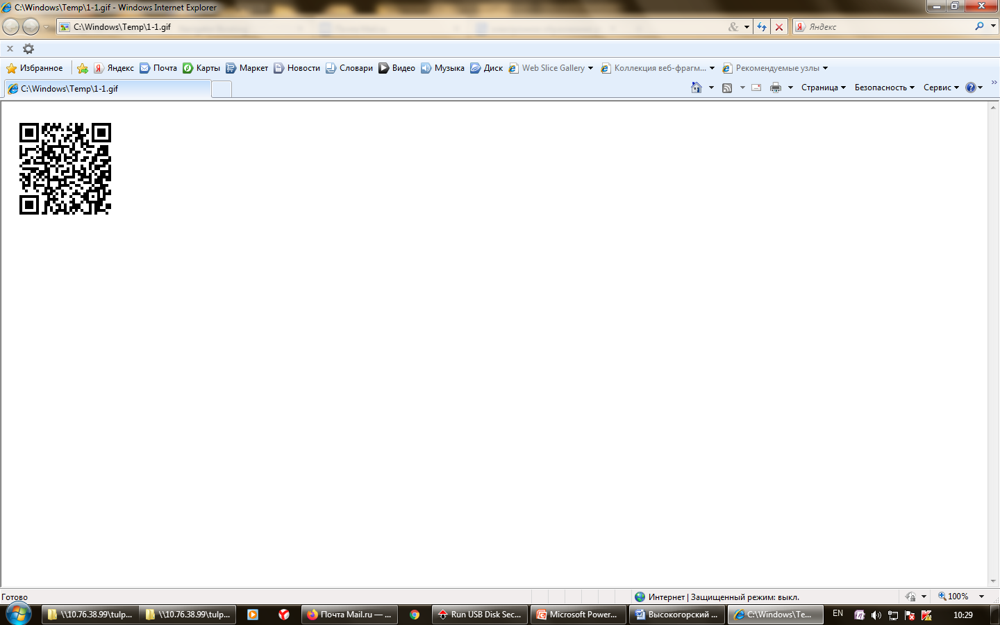 C:\Windows\Temp\1-1.gif - Windows Internet Explorer
C:\Windows\Temp\1-1.gif
Яндекс
Избранное
Яндекс Почта Карты Маркет Новости Словари Видео Музыка Диск Web Slice Gallery Коллекция веб-фрагм... Рекомендуемые узлы
C:\Windows\Temp\1-1.gif
Страница Безопасность Сервис
Готово
Интернет | Защищенный режим: выкл.
100%
\\10.76.38.99\tulp... \\10.76.38.99\tulp... Почта Mail.ru — ... Run USB Disk Sec... Microsoft Power... Высокогорский ... C:\Windows\Te... EN 10:29